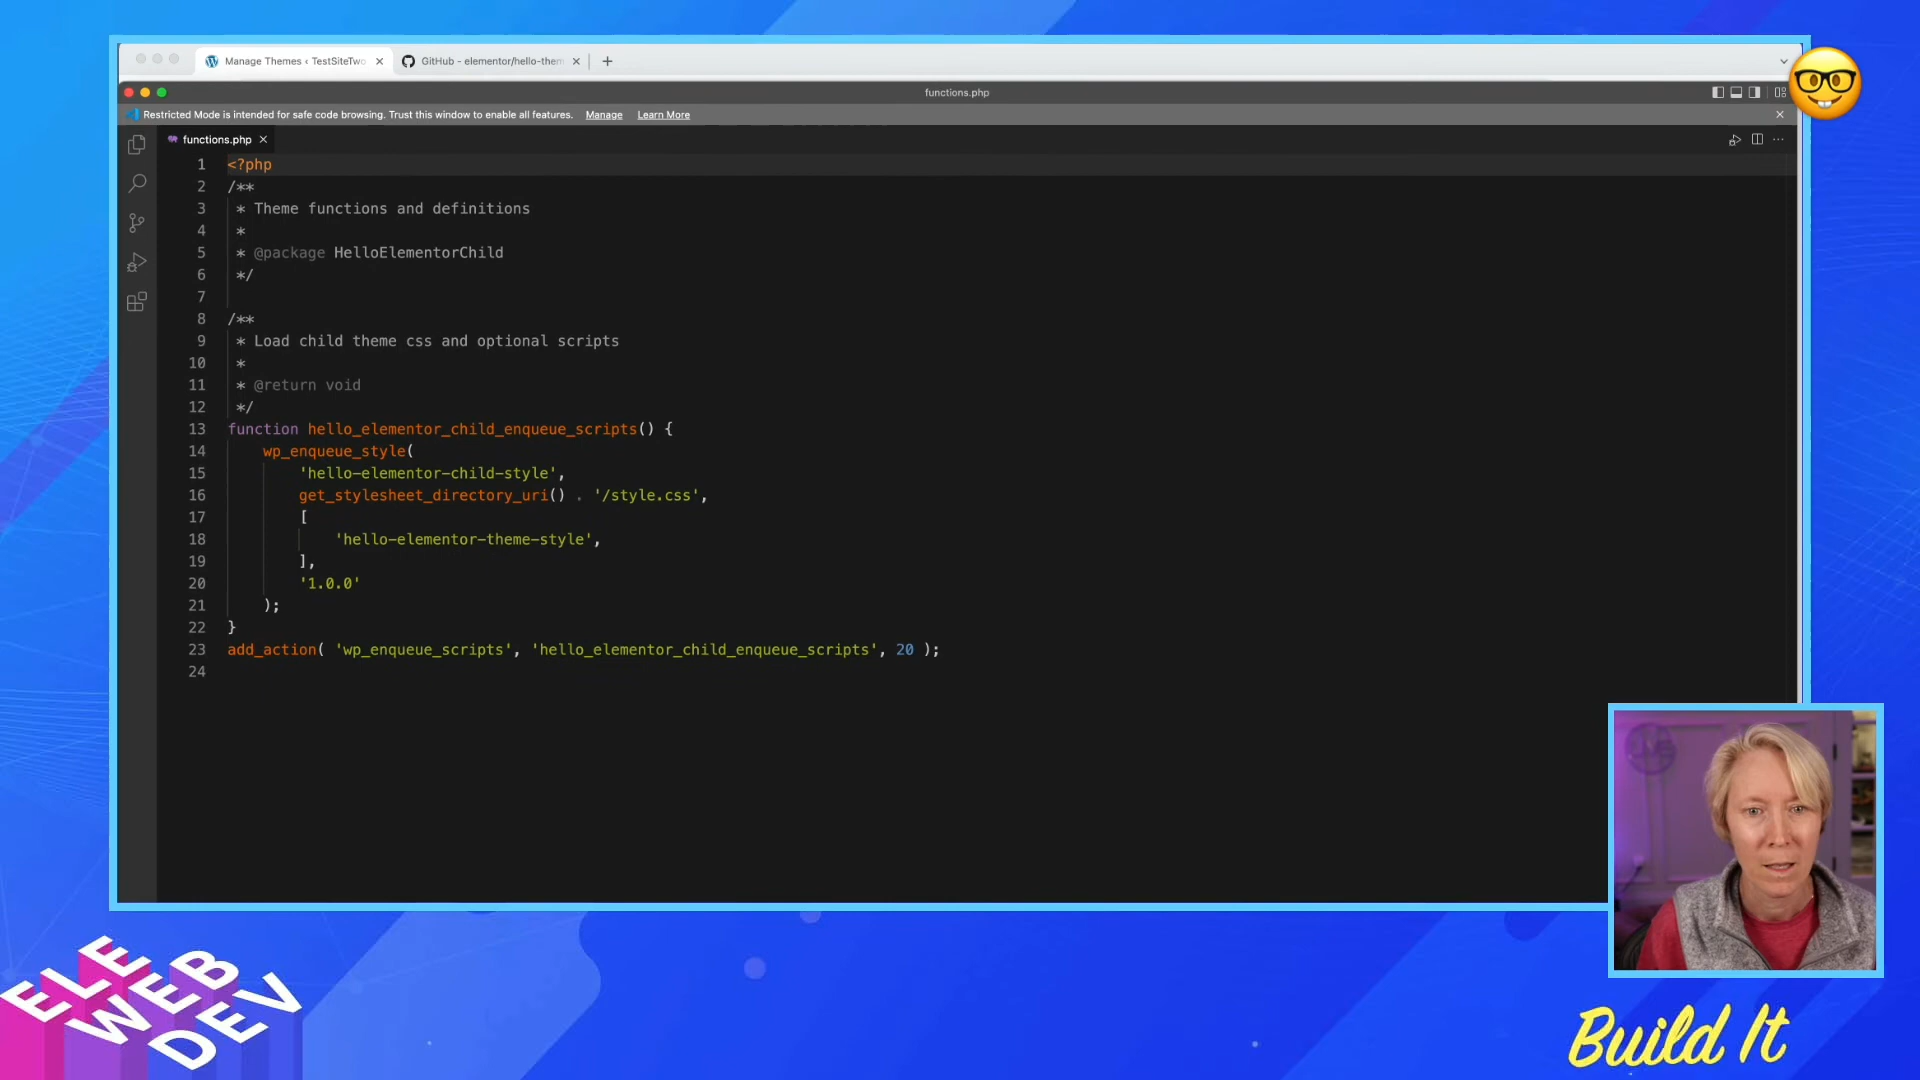 Manage Themes ‹ TestSiteTwo
GitHub - elementor/hello-them
functions.php
Restricted Mode is intended for safe code browsing. Trust this window to enable all features. Manage Learn More
functions.php
1 <?php
2 /**
3 * Theme functions and definitions
4 *
5 * @package HelloElementorChild
6 */
7
8 /**
9 * Load child theme css and optional scripts
10 *
11 * @return void
12 */
13 function hello_elementor_child_enqueue_scripts() {
14 wp_enqueue_style(
15 'hello-elementor-child-style',
16 get_stylesheet_directory_uri() . '/style.css',
17 [
18 'hello-elementor-theme-style',
19 ],
20 '1.0.0'
21 );
22 }
23 add_action( 'wp_enqueue_scripts', 'hello_elementor_child_enqueue_scripts', 20 );
24
ELE
WEB
DEV
Build It